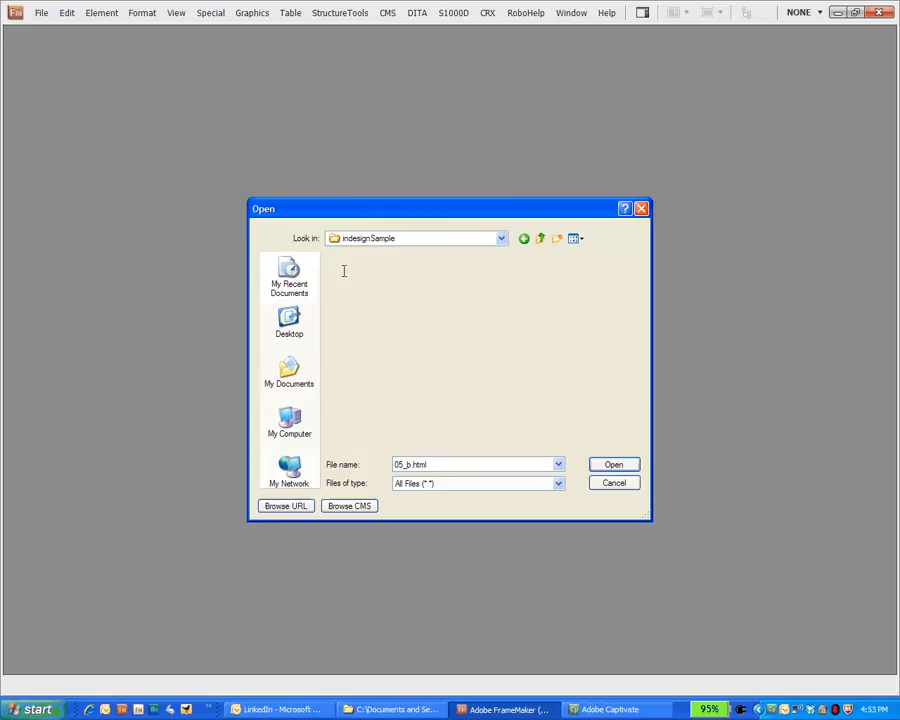 Fm File Edit Element Format View Special Graphics Table StructureTools CMS DITA S1000D CRX RoboHelp Window Help NONE
Open
Look in: indesignSample
My Recent
Documents
Desktop
My Documents
My Computer
My Network
File name: 05_b.html Open
Files of type: All Files (*.*) Cancel
Browse URL Browse CMS
start LinkedIn - Microsoft ... C:\Documents and Se... Adobe FrameMaker (... Adobe Captivate 95% 4:53 PM